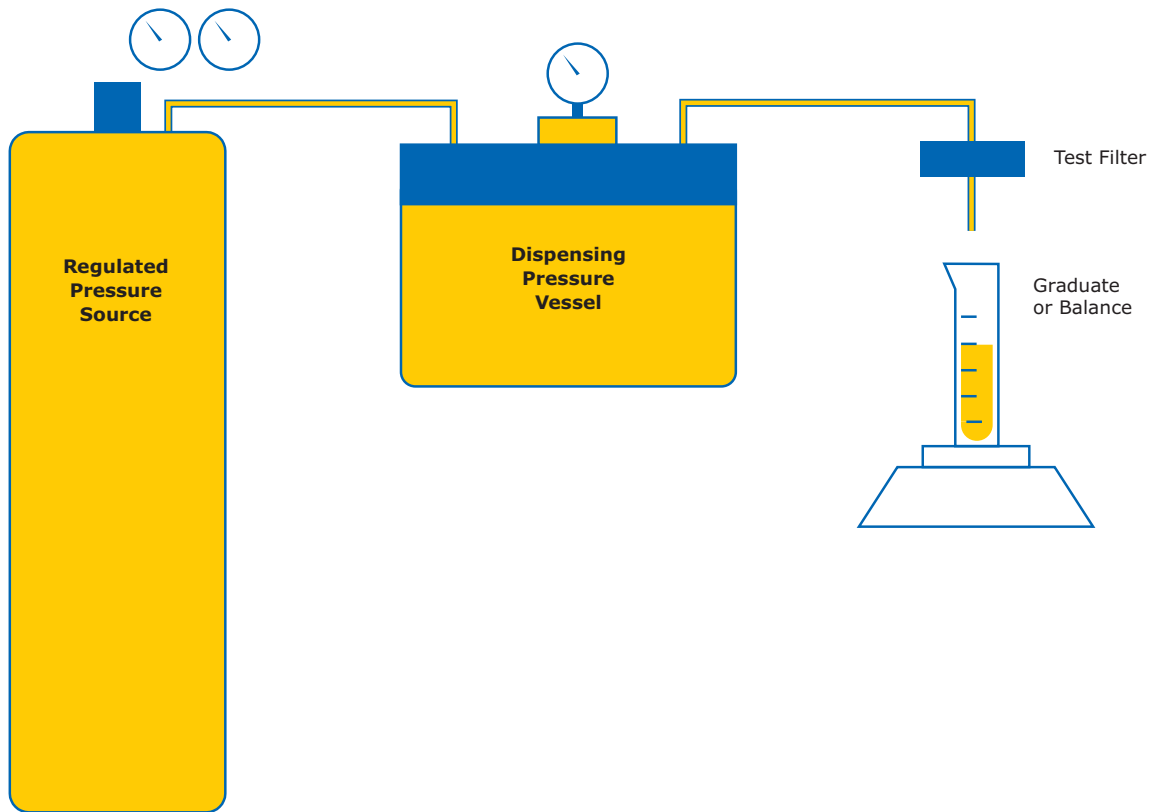 Test Filter
Regulated
Pressure
Source
Dispensing
Pressure
Vessel
Graduate
or Balance